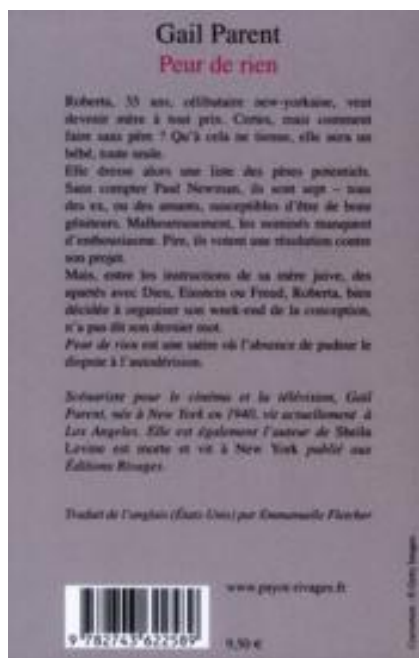 Gail Parent
Peur de rien
Roberta, 35 ans, célibataire new-yorkaise, veut
devenir mère à tout prix. Certes, mais comment
faire sans père ? Qu'à cela ne tienne, elle aura un
bébé, toute seule.
Elle dresse alors une liste des pères potentiels.
Sans compter Paul Newman, ils sont sept – tous
des ex, ou des amants, susceptibles d'être de bons
géniteurs. Malheureusement, les nominés manquent
d'enthousiasme. Pire, ils votent une résolution contre
son projet.
Mais, entre les instructions de sa mère juive, des
apartés avec Dieu, Einstein ou Freud, Roberta, bien
décidée à organiser son week-end de la conception,
n'a pas dit son dernier mot.
Peur de rien est une satire où l'absence de pudeur le
dispute à l'autodérision.
Scénariste pour le cinéma et la télévision, Gail
Parent, née à New York en 1940, vit actuellement à
Los Angeles. Elle est également l'auteur de Sheila
Levine est morte et vit à New York publié aux
Éditions Rivages.
Traduit de l'anglais (États-Unis) par Emmanuelle Fletcher
www.payot-rivages.fr
9 782743 622589
9,50 €